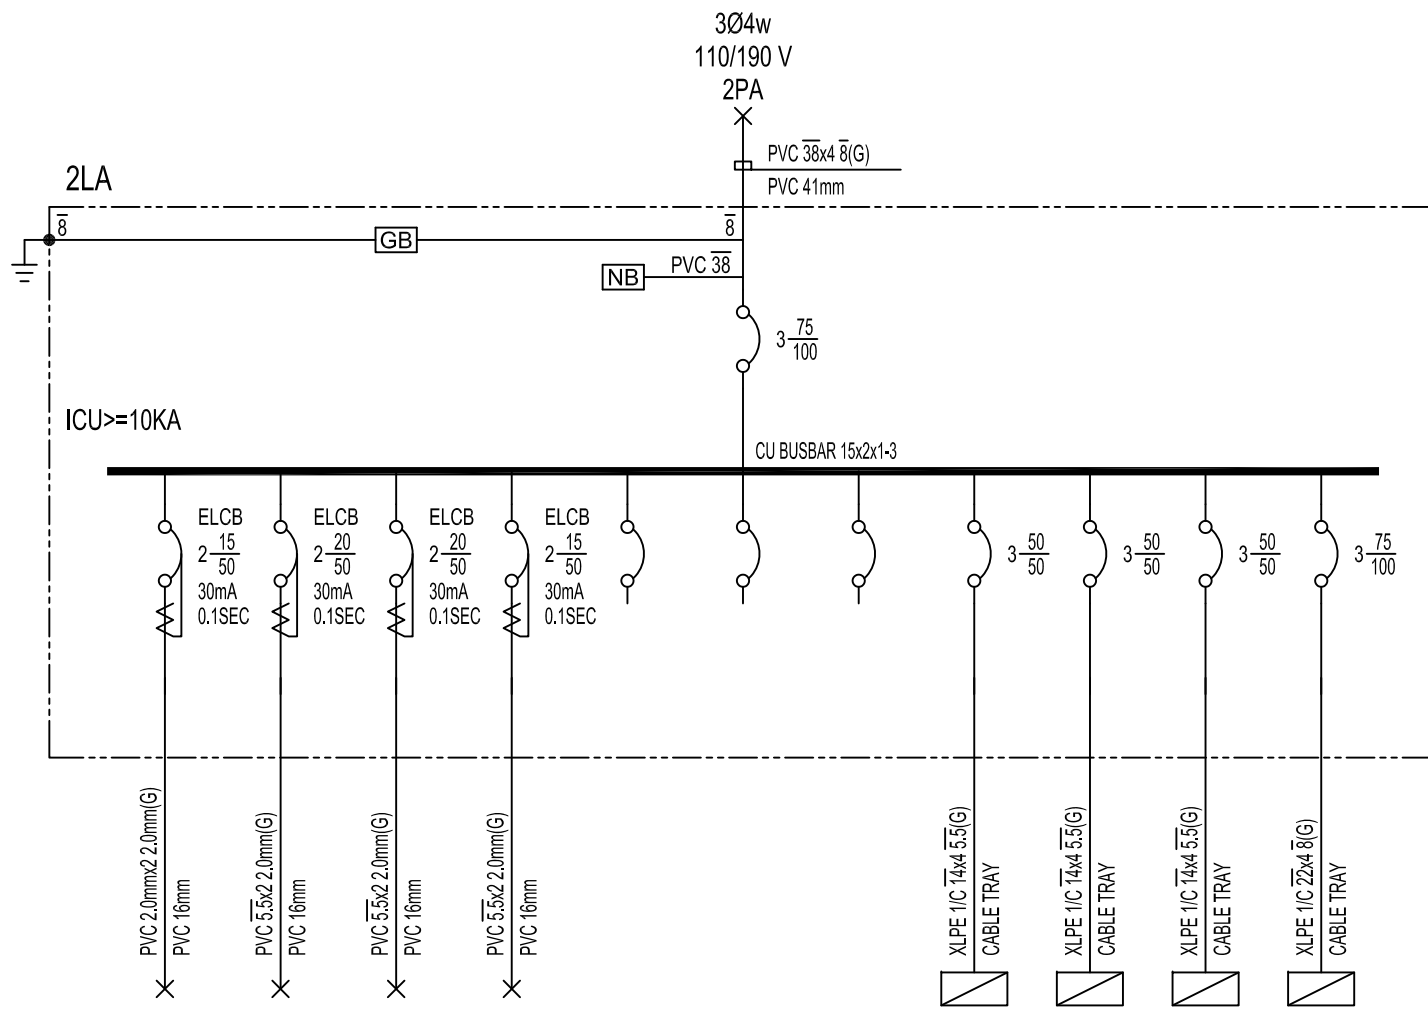 3Ø4w
110/190 V
2PA
PVC 38x4 8(G)
PVC 41mm
2LA
8
8
GB
PVC 38
NB
3 75/100
ICU>=10KA
CU BUSBAR 15x2x1-3
ELCB
2 15/50
30mA
0.1SEC
ELCB
2 20/50
30mA
0.1SEC
ELCB
2 20/50
30mA
0.1SEC
ELCB
2 15/50
30mA
0.1SEC
3 50/50
3 50/50
3 50/50
3 75/100
PVC 2.0mmx2 2.0mm(G)
PVC 16mm
PVC 5.5x2 2.0mm(G)
PVC 16mm
PVC 5.5x2 2.0mm(G)
PVC 16mm
PVC 5.5x2 2.0mm(G)
PVC 16mm
XLPE 1/C 14x4 5.5(G)
CABLE TRAY
XLPE 1/C 14x4 5.5(G)
CABLE TRAY
XLPE 1/C 14x4 5.5(G)
CABLE TRAY
XLPE 1/C 22x4 8(G)
CABLE TRAY